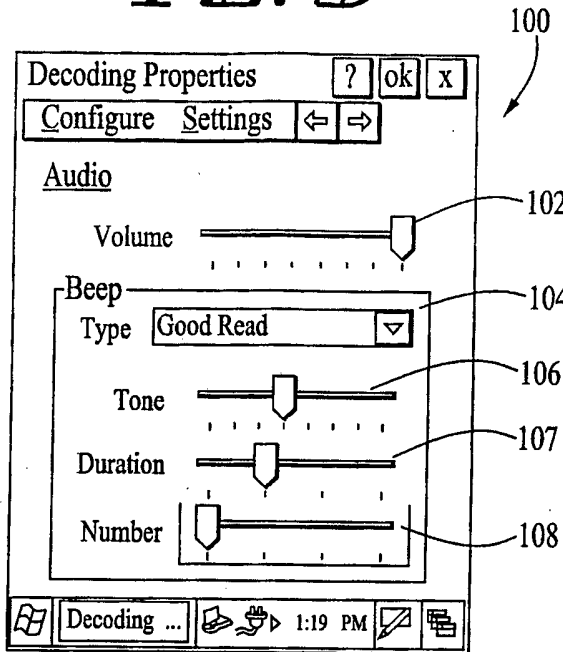 100
Decoding Properties ? ok x
Configure Settings
Audio
Volume
102
Beep
104
Type Good Read
Tone
106
Duration
107
Number
108
Decoding ... 1:19 PM